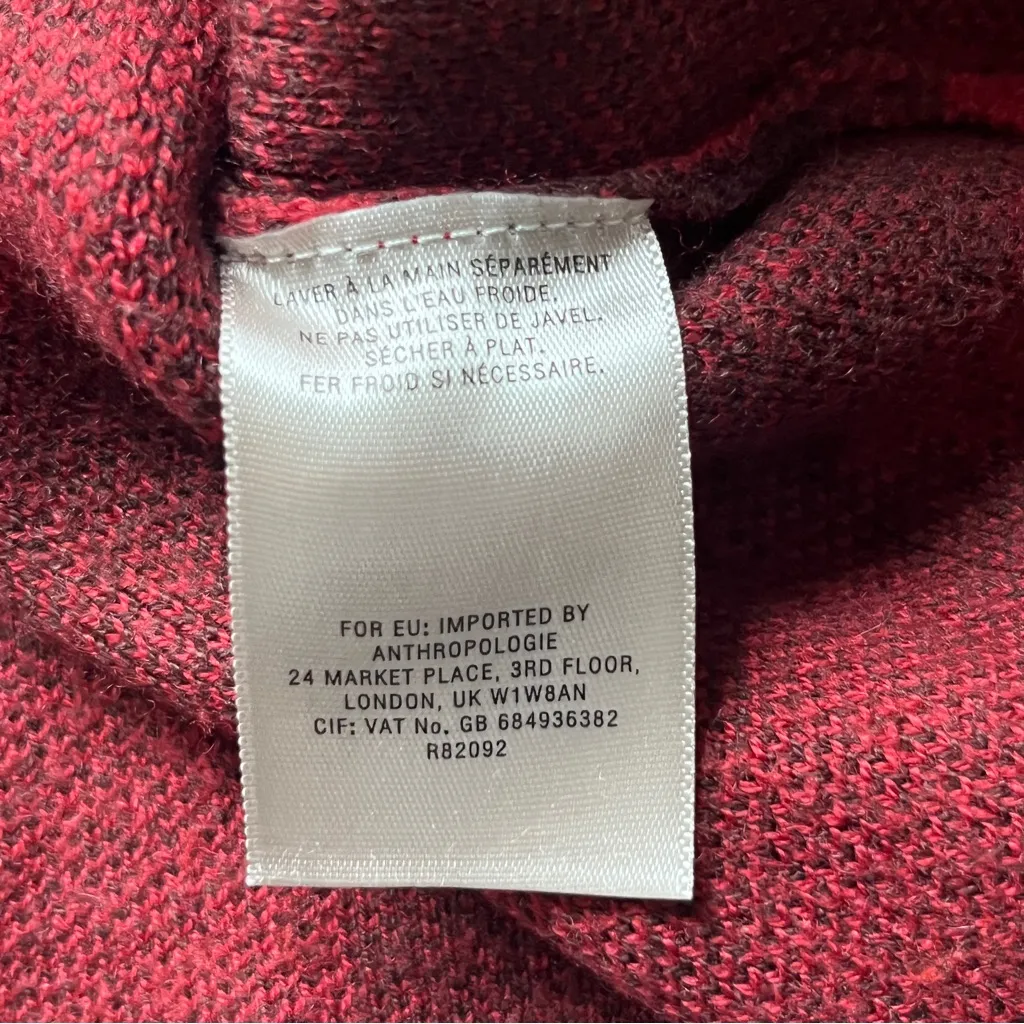 LAVER À LA MAIN SÉPARÉMENT
DANS L'EAU FROIDE.
NE PAS UTILISER DE JAVEL.
SÉCHER À PLAT.
FER FROID SI NÉCESSAIRE.
FOR EU: IMPORTED BY
ANTHROPOLOGIE
24 MARKET PLACE, 3RD FLOOR,
LONDON, UK W1W8AN
CIF: VAT No. GB 684936382
R82092